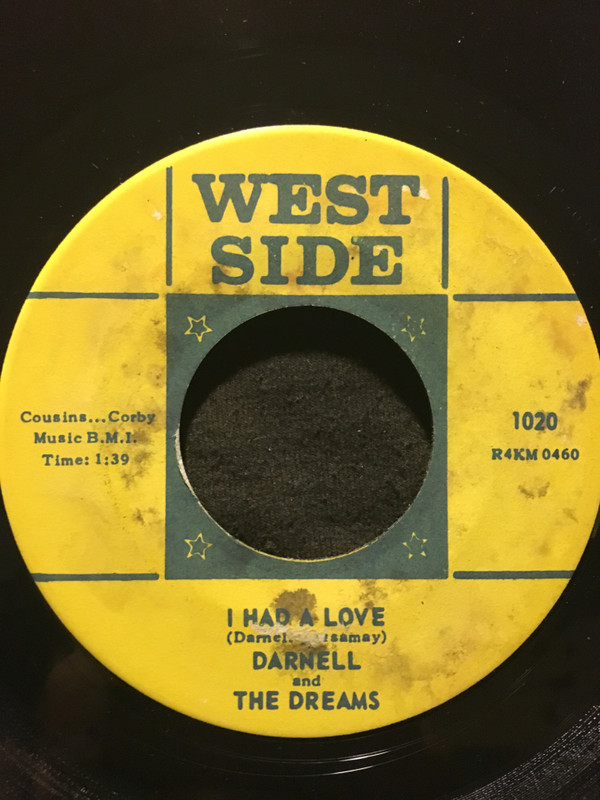 WEST
SIDE
Cousins...Corby
Music B.M.I.
Time: 1:39
1020
R4KM 0460
I HAD A LOVE
DARNELL
and
THE DREAMS